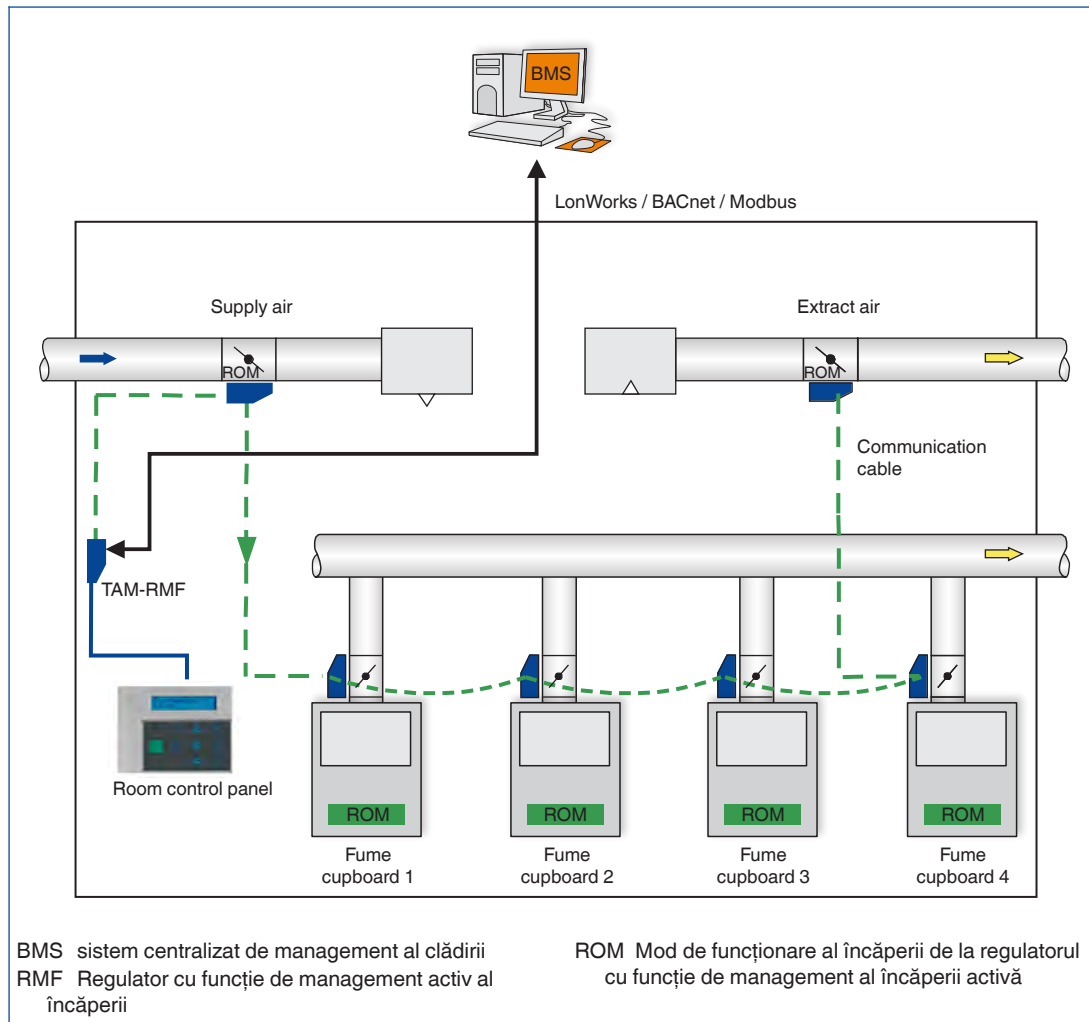 BMS
LonWorks / BACnet / Modbus
Supply air
Extract air
ROM
ROM
Communication
cable
TAM-RMF
Room control panel
ROM
ROM
ROM
ROM
Fume
cupboard 1
Fume
cupboard 2
Fume
cupboard 3
Fume
cupboard 4
BMS sistem centralizat de management al clădirii
RMF Regulator cu funcție de management activ al
încăperii
ROM Mod de funcționare al încăperii de la regulatorul
cu funcție de management al încăperii activă